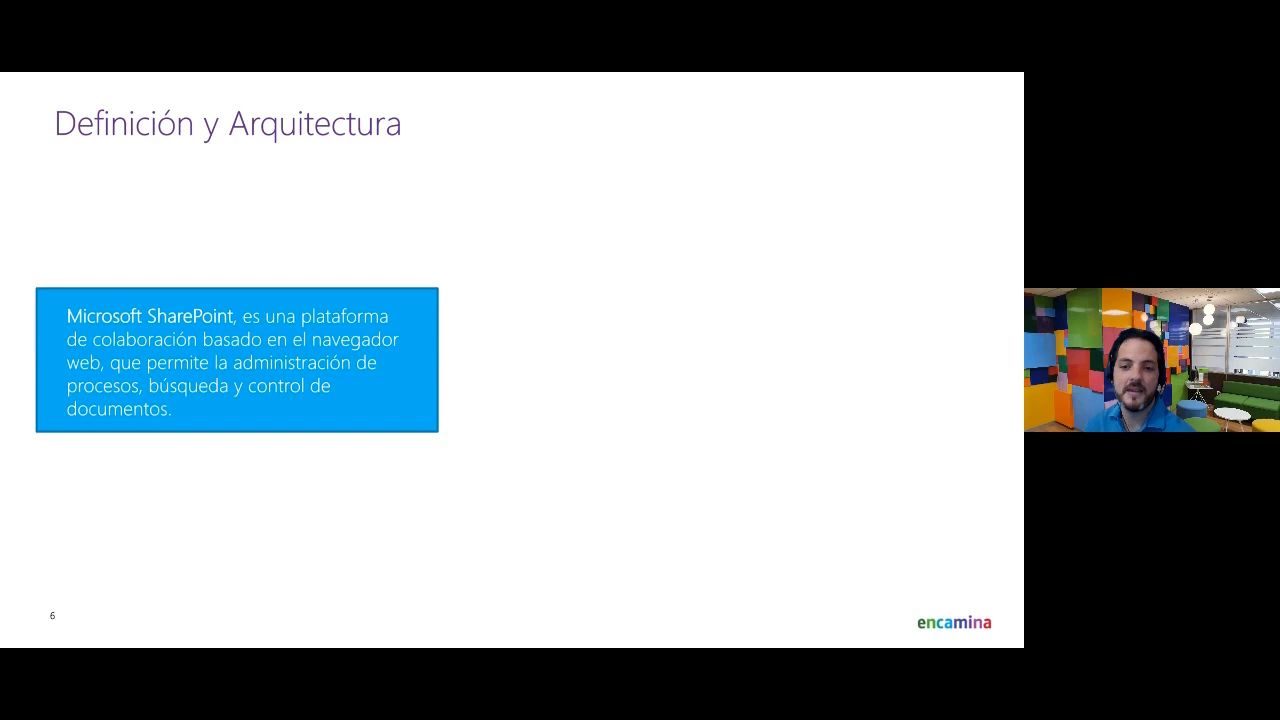 Definición y Arquitectura
Microsoft SharePoint, es una plataforma
de colaboración basado en el navegador
web, que permite la administración de
procesos, búsqueda y control de
documentos.
6
encamina